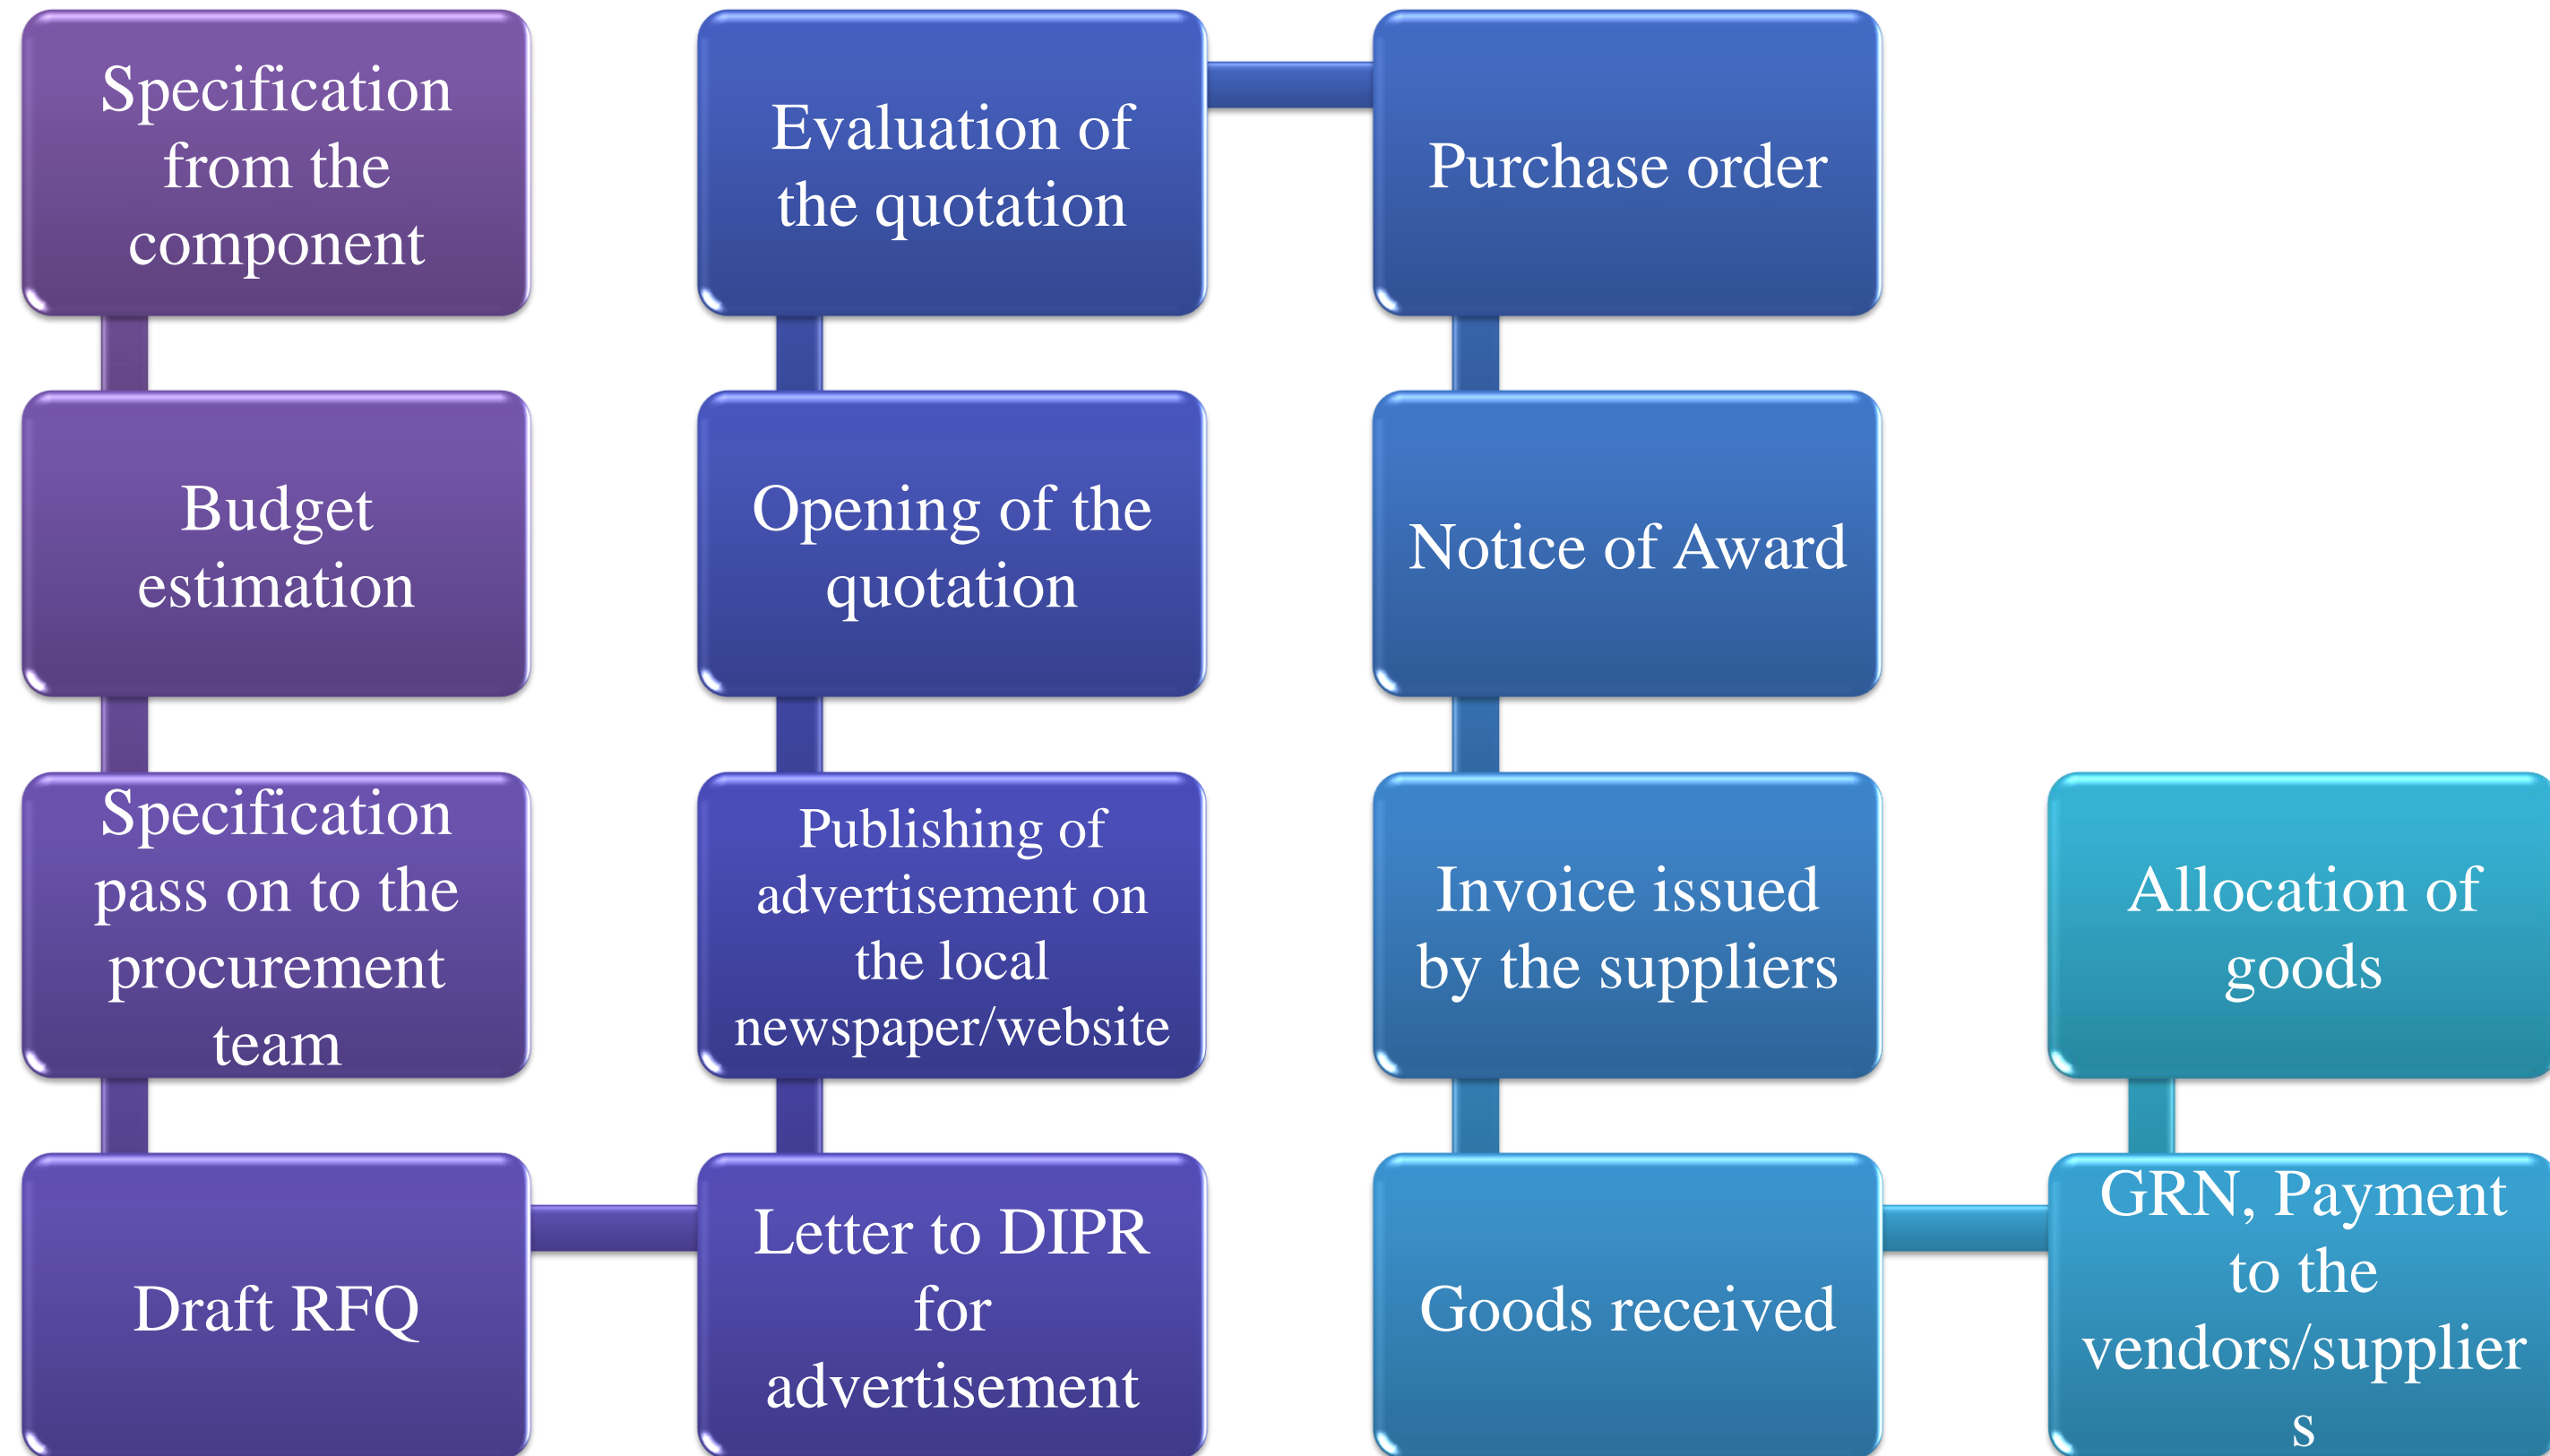 Specification
from the
component
Budget
estimation
Specification
pass on to the
procurement
team
Draft RFQ
Letter to DIPR
for
advertisement
Publishing of
advertisement on
the local
newspaper/website
Opening of the
quotation
Evaluation of
the quotation
Purchase order
Notice of Award
Invoice issued
by the suppliers
Goods received
GRN, Payment
to the
vendors/supplier
s
Allocation of
goods